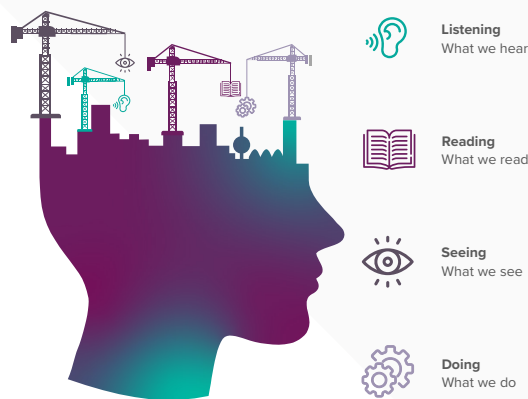 Listening
What we hear
Reading
What we read
Seeing
What we see
Doing
What we do